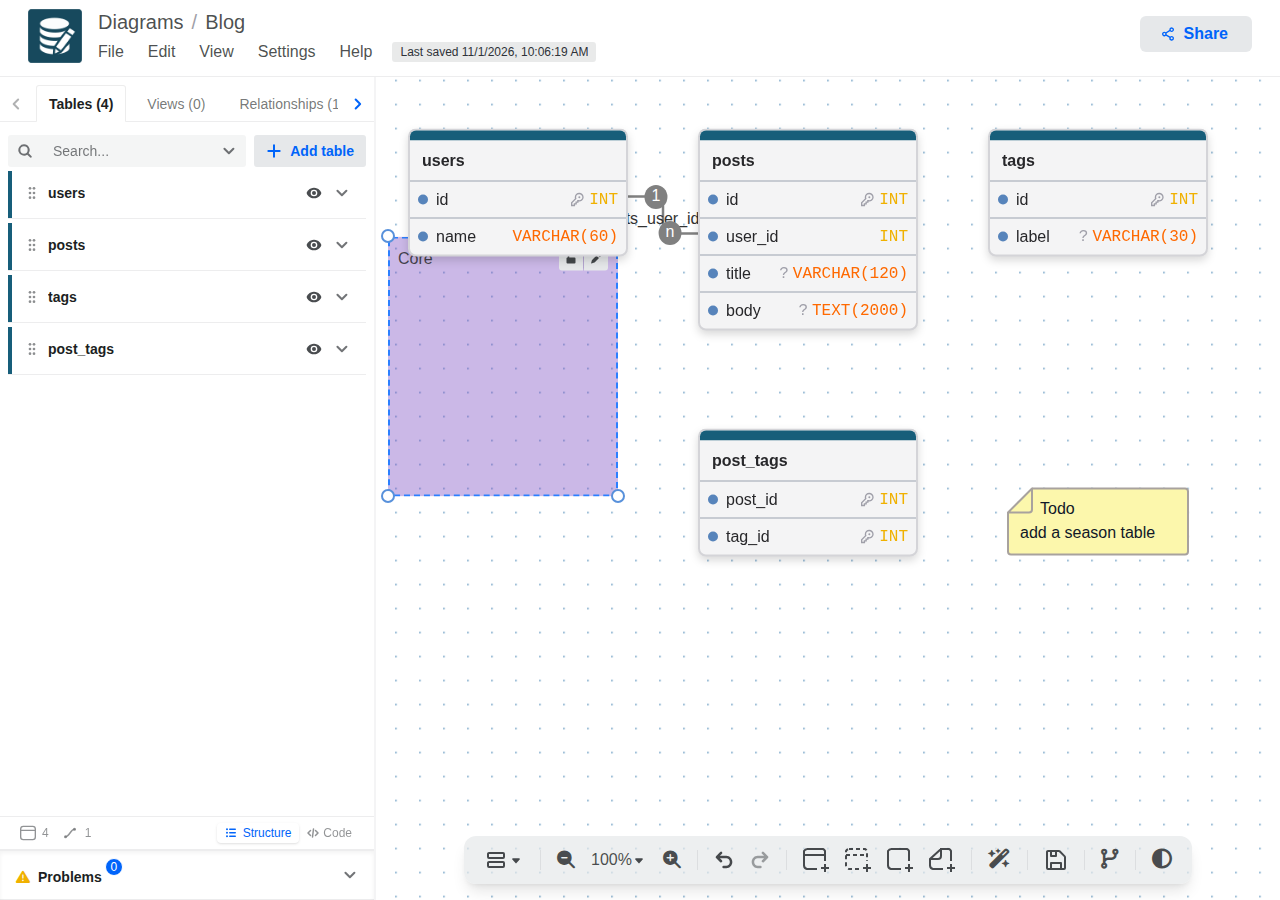 Diagrams / Blog
File Edit View Settings Help Last saved 11/1/2026, 10:06:19 AM
Share
Tables (4) Views (0) Relationships (1
Search... Add table
users
posts
tags
post_tags
4 1 Structure Code
Problems 0
users
id INT
name VARCHAR(60)
1
ts_user_id
n
Core
posts
id INT
user_id INT
title ? VARCHAR(120)
body ? TEXT(2000)
tags
id INT
label ? VARCHAR(30)
post_tags
post_id INT
tag_id INT
Todo
add a season table
100%